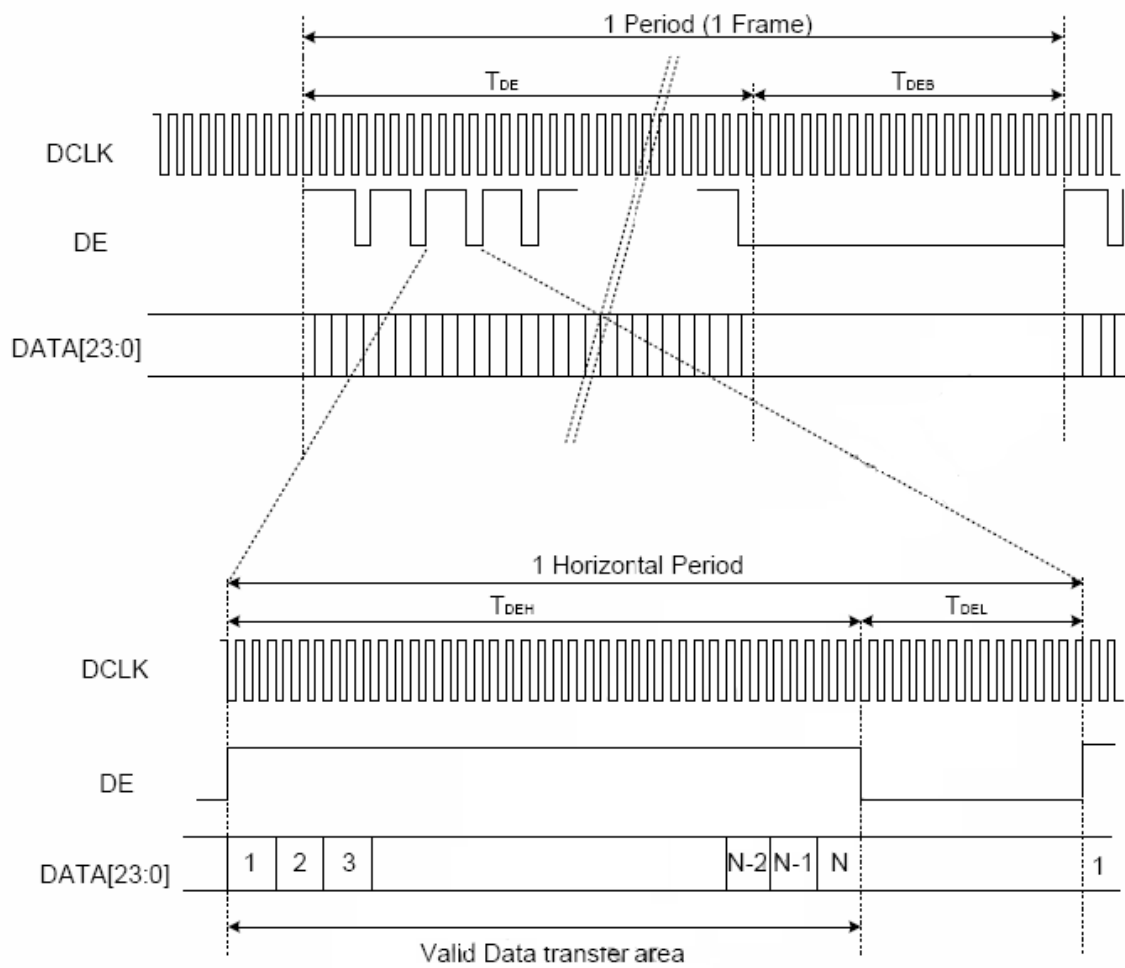 1 Period (1 Frame)
TDE
TDEB
DCLK
DE
DATA[23:0]
1 Horizontal Period
TDEH
TDEL
DCLK
DE
DATA[23:0]
1 2 3 N-2 N-1 N 1
Valid Data transfer area